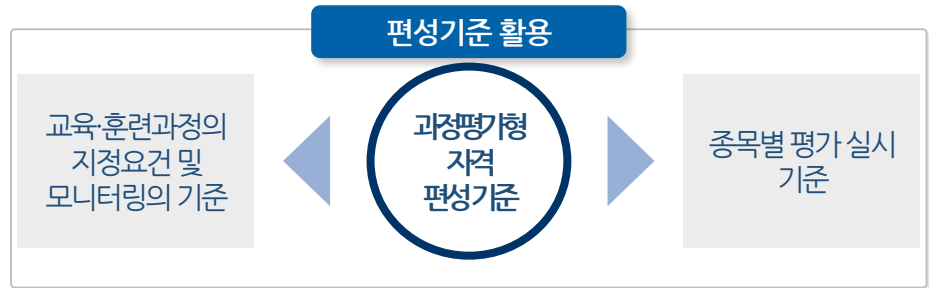 편성기준 활용
교육·훈련과정의
지정요건 및
모니터링의 기준
과정평가형
자격
편성기준
종목별 평가 실시
기준